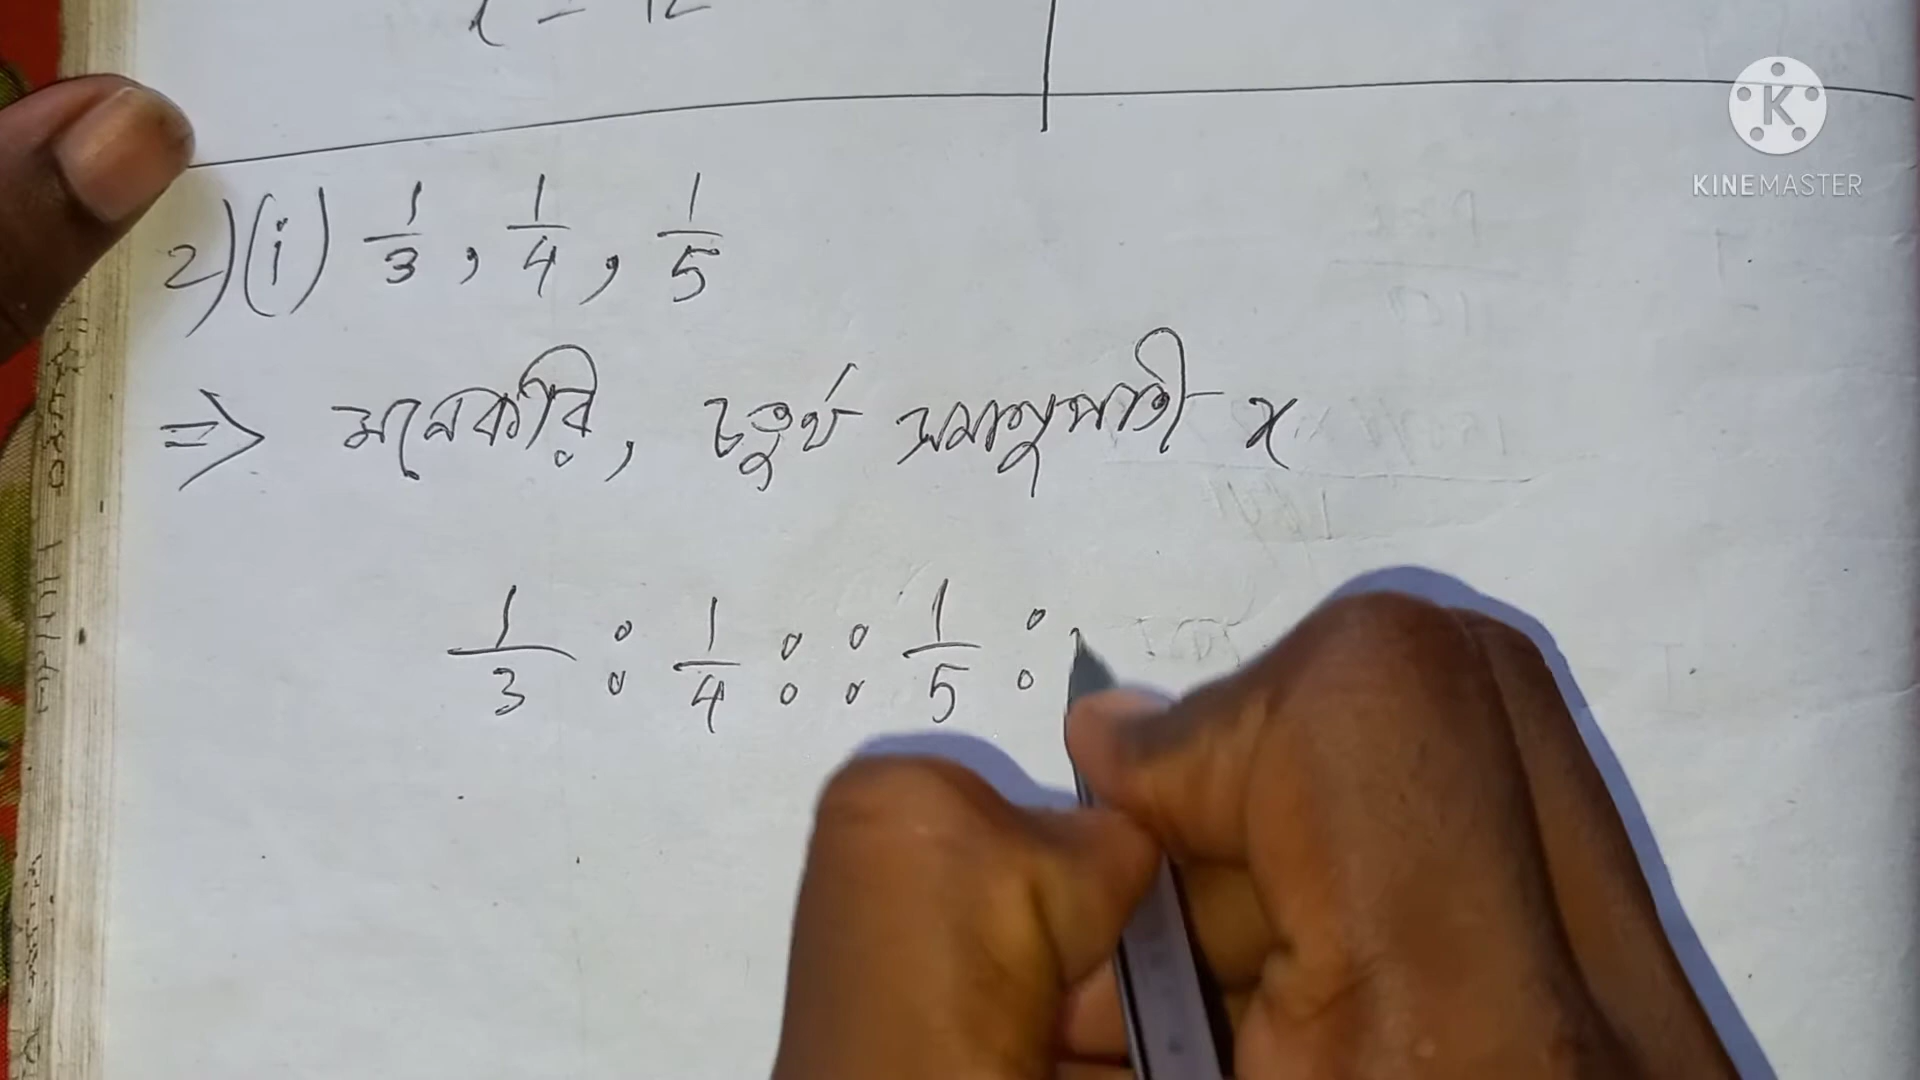 2)(i) 1/3, 1/4, 1/5
KINEMASTER
⇒ মনেকরি, চতুর্থ সমানুপাতী x
1/3 : 1/4 :: 1/5 :